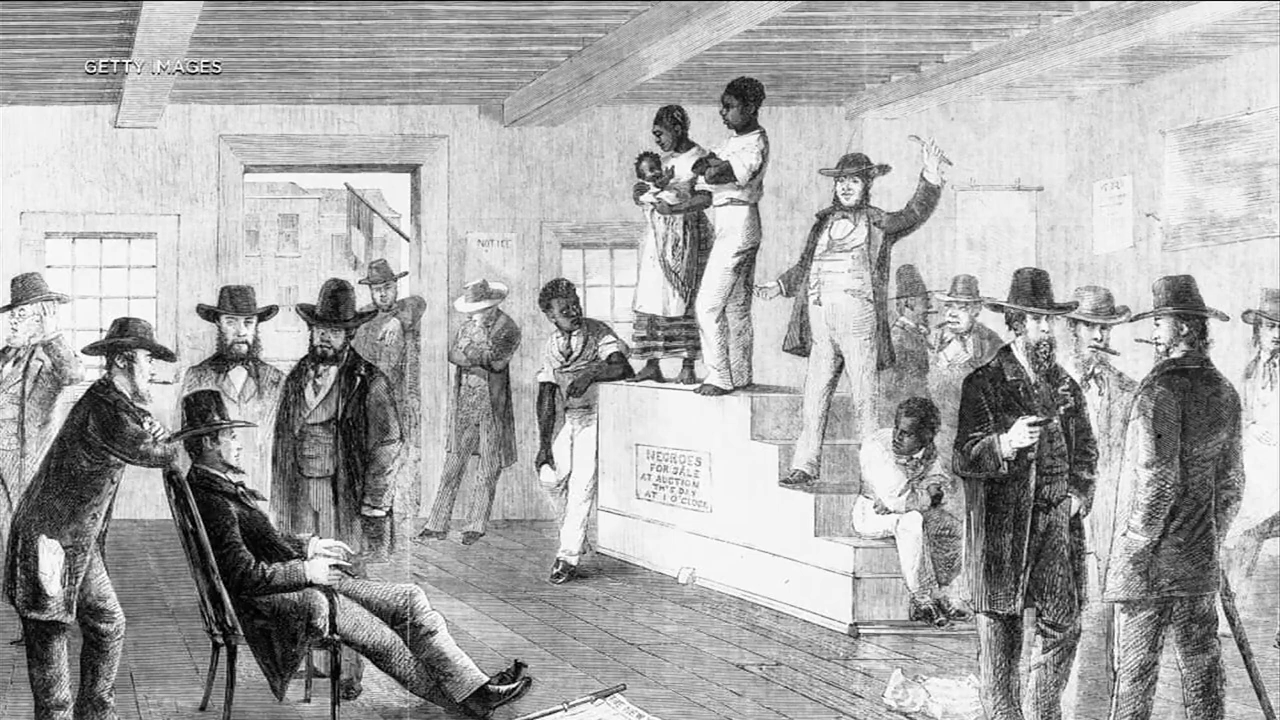 GETTY IMAGES
NOTICE
NEGROES
FOR SALE
AT AUCTION
THIS DAY
AT 1 O'CLOCK